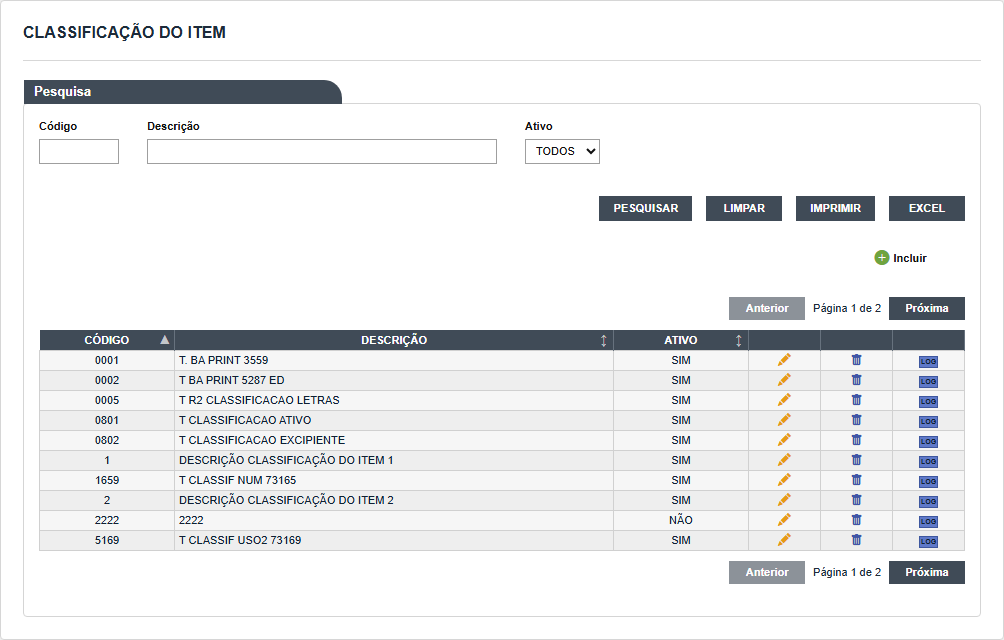 CLASSIFICAÇÃO DO ITEM
Pesquisa
Código Descrição Ativo
TODOS
PESQUISAR LIMPAR IMPRIMIR EXCEL
Incluir
Anterior Página 1 de 2 Próxima
CÓDIGO DESCRIÇÃO ATIVO
0001 T. BA PRINT 3559 SIM LOG
0002 T BA PRINT 5287 ED SIM LOG
0005 T R2 CLASSIFICACAO LETRAS SIM LOG
0801 T CLASSIFICACAO ATIVO SIM LOG
0802 T CLASSIFICACAO EXCIPIENTE SIM LOG
1 DESCRIÇÃO CLASSIFICAÇÃO DO ITEM 1 SIM LOG
1659 T CLASSIF NUM 73165 SIM LOG
2 DESCRIÇÃO CLASSIFICAÇÃO DO ITEM 2 SIM LOG
2222 2222 NÃO LOG
5169 T CLASSIF USO2 73169 SIM LOG
Anterior Página 1 de 2 Próxima